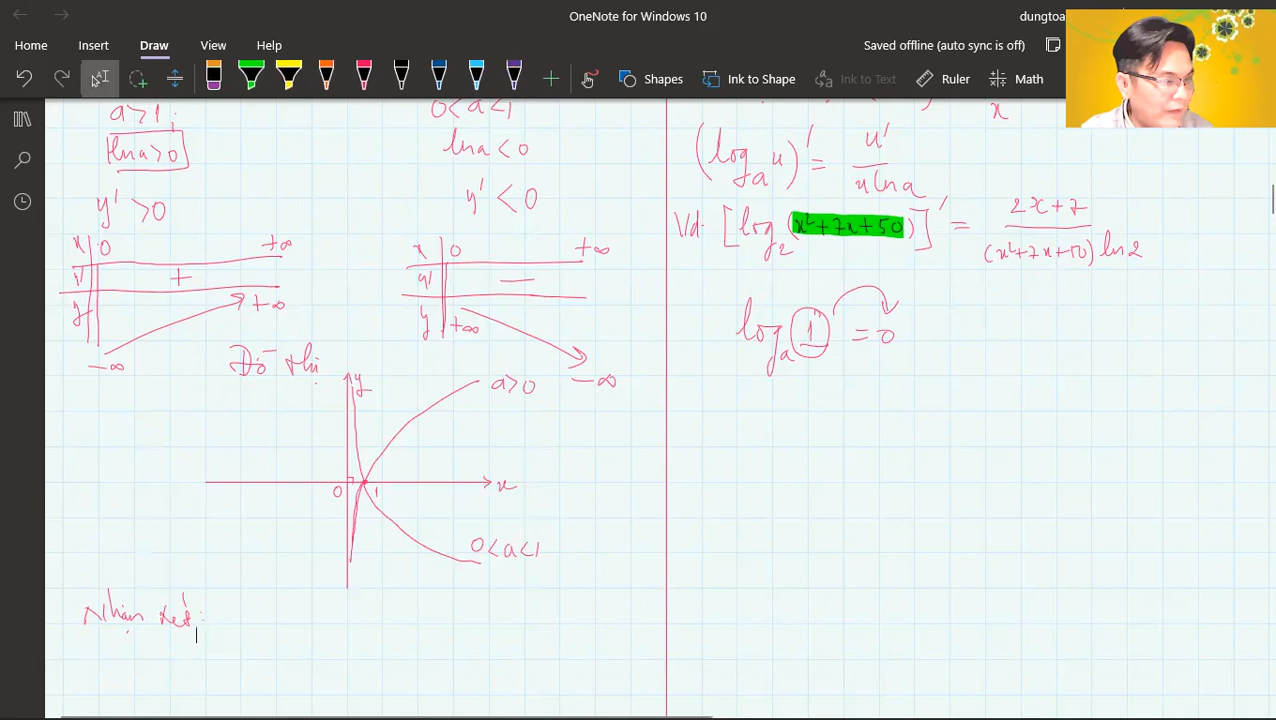 OneNote for Windows 10
dungtoa
Home Insert Draw View Help
Saved offline (auto sync is off)
Shapes Ink to Shape Ink to Text Ruler Math
a>1;
lna>0
y' >0
x 0 +∞
y' +
y +∞
-∞
0<a<1
lna<0
y' <0
x 0 +∞
y' —
y +∞
-∞
Đồ thị
y
a>0
0 1 x
0<a<1
Nhận xét:
x
(log_a u)' = u'/(u lna)
Vd: [log_2(x²+7x+50)]' = (2x+7)/((x²+7x+50)ln2)
log_a 1 = 0